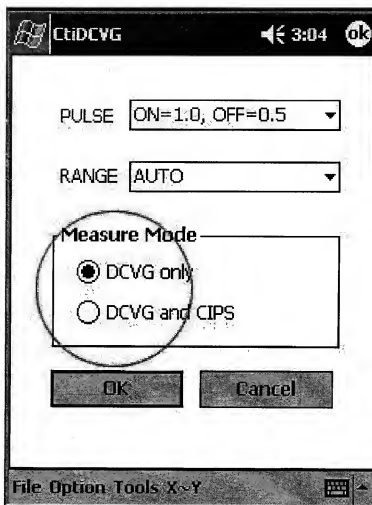 CtiDCVG 3:04 ok
PULSE ON=1.0, OFF=0.5
RANGE AUTO
Measure Mode
DCVG only
DCVG and CIPS
OK Cancel
File Option Tools X~Y